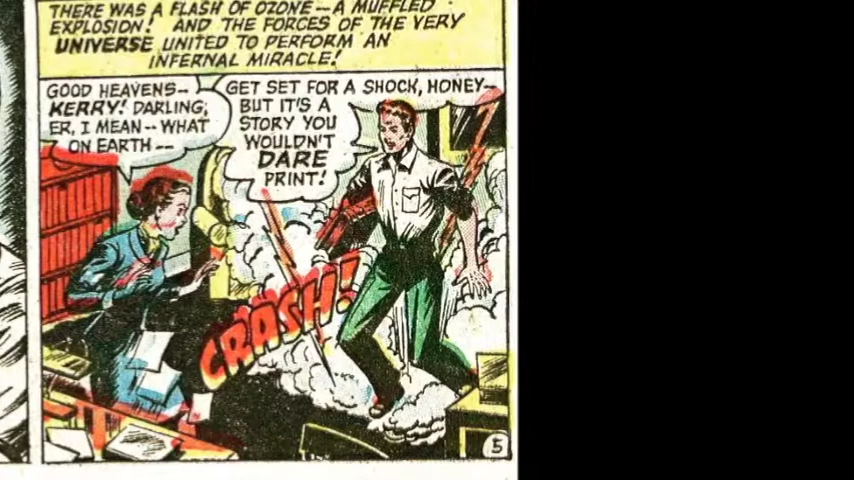 THERE WAS A FLASH OF OZONE -- A MUFFLED
EXPLOSION! AND THE FORCES OF THE VERY
UNIVERSE UNITED TO PERFORM AN
INFERNAL MIRACLE!
GOOD HEAVENS--
KERRY! DARLING,
ER, I MEAN -- WHAT
ON EARTH --
GET SET FOR A SHOCK, HONEY--
BUT IT'S A
STORY YOU
WOULDN'T
DARE
PRINT!
CRASH!
5